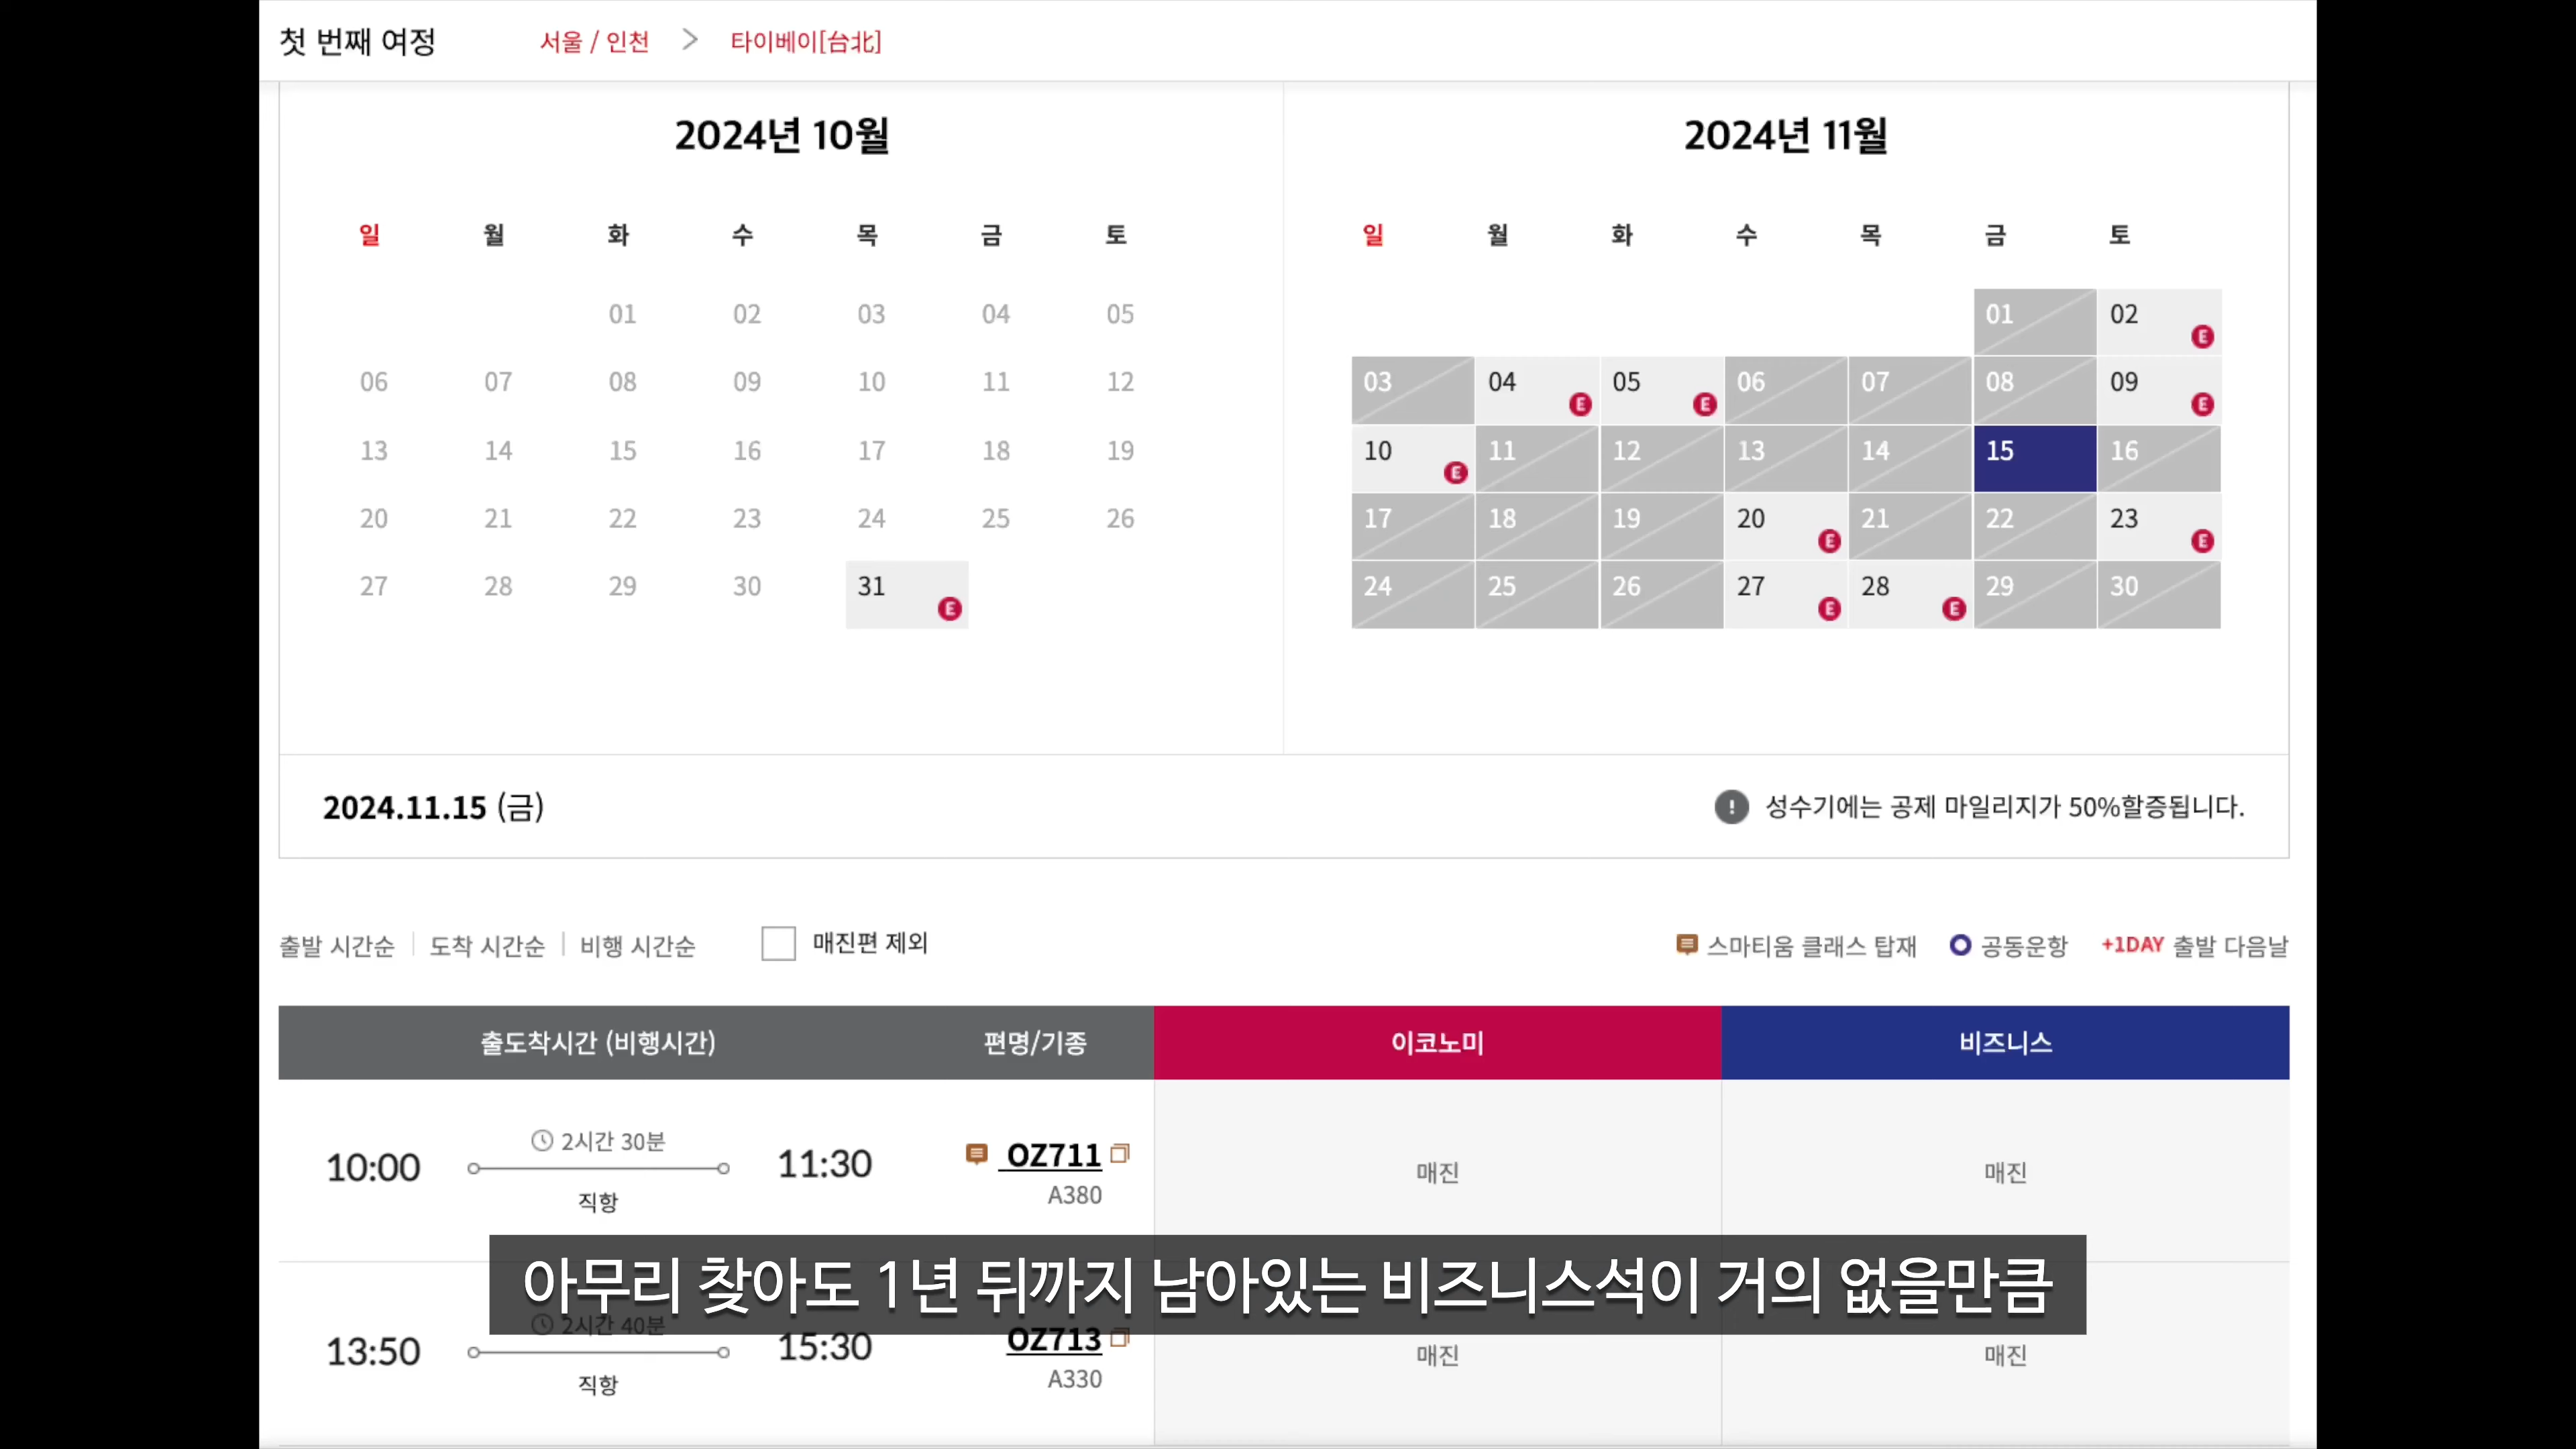 첫 번째 여정 서울 / 인천 > 타이베이[台北]
2024년 10월
일 월 화 수 목 금 토
01 02 03 04 05
06 07 08 09 10 11 12
13 14 15 16 17 18 19
20 21 22 23 24 25 26
27 28 29 30 31 E
2024년 11월
일 월 화 수 목 금 토
01 02 E
03 04 E 05 E 06 07 08 09 E
10 E 11 12 13 14 15 16
17 18 19 20 E 21 22 23 E
24 25 26 27 E 28 E 29 30
2024.11.15 (금) ! 성수기에는 공제 마일리지가 50%할증됩니다.
출발 시간순 도착 시간순 비행 시간순 매진편 제외 스마티움 클래스 탑재 공동운항 +1DAY 출발 다음날
출도착시간 (비행시간) 편명/기종 이코노미 비즈니스
2시간 30분
10:00 11:30 OZ711 매진 매진
직항 A380
아무리 찾아도 1년 뒤까지 남아있는 비즈니스석이 거의 없을만큼
2시간 40분
13:50 15:30 OZ713 매진 매진
직항 A330